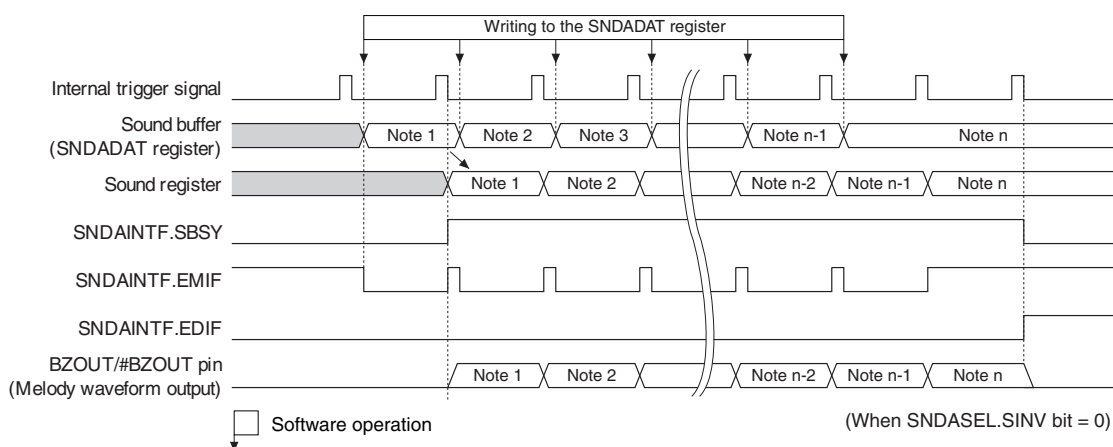 Writing to the SNDADAT register
Internal trigger signal
Sound buffer
(SNDADAT register)
Note 1 Note 2 Note 3 Note n-1 Note n
Sound register
Note 1 Note 2 Note n-2 Note n-1 Note n
SNDAINTF.SBSY
SNDAINTF.EMIF
SNDAINTF.EDIF
BZOUT/#BZOUT pin
(Melody waveform output)
Note 1 Note 2 Note n-2 Note n-1 Note n
Software operation
(When SNDASEL.SINV bit = 0)